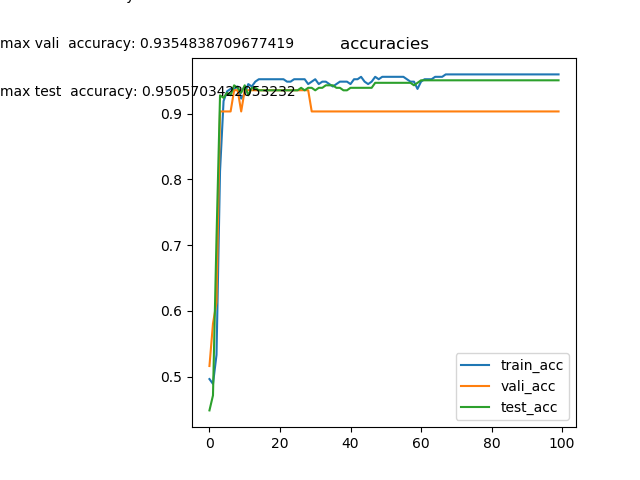 max vali  accuracy: 0.9354838709677419
accuracies
max test  accuracy: 0.9505703422053232
0.9
0.8
0.7
0.6
0.5
train_acc
vali_acc
test_acc
0 20 40 60 80 100